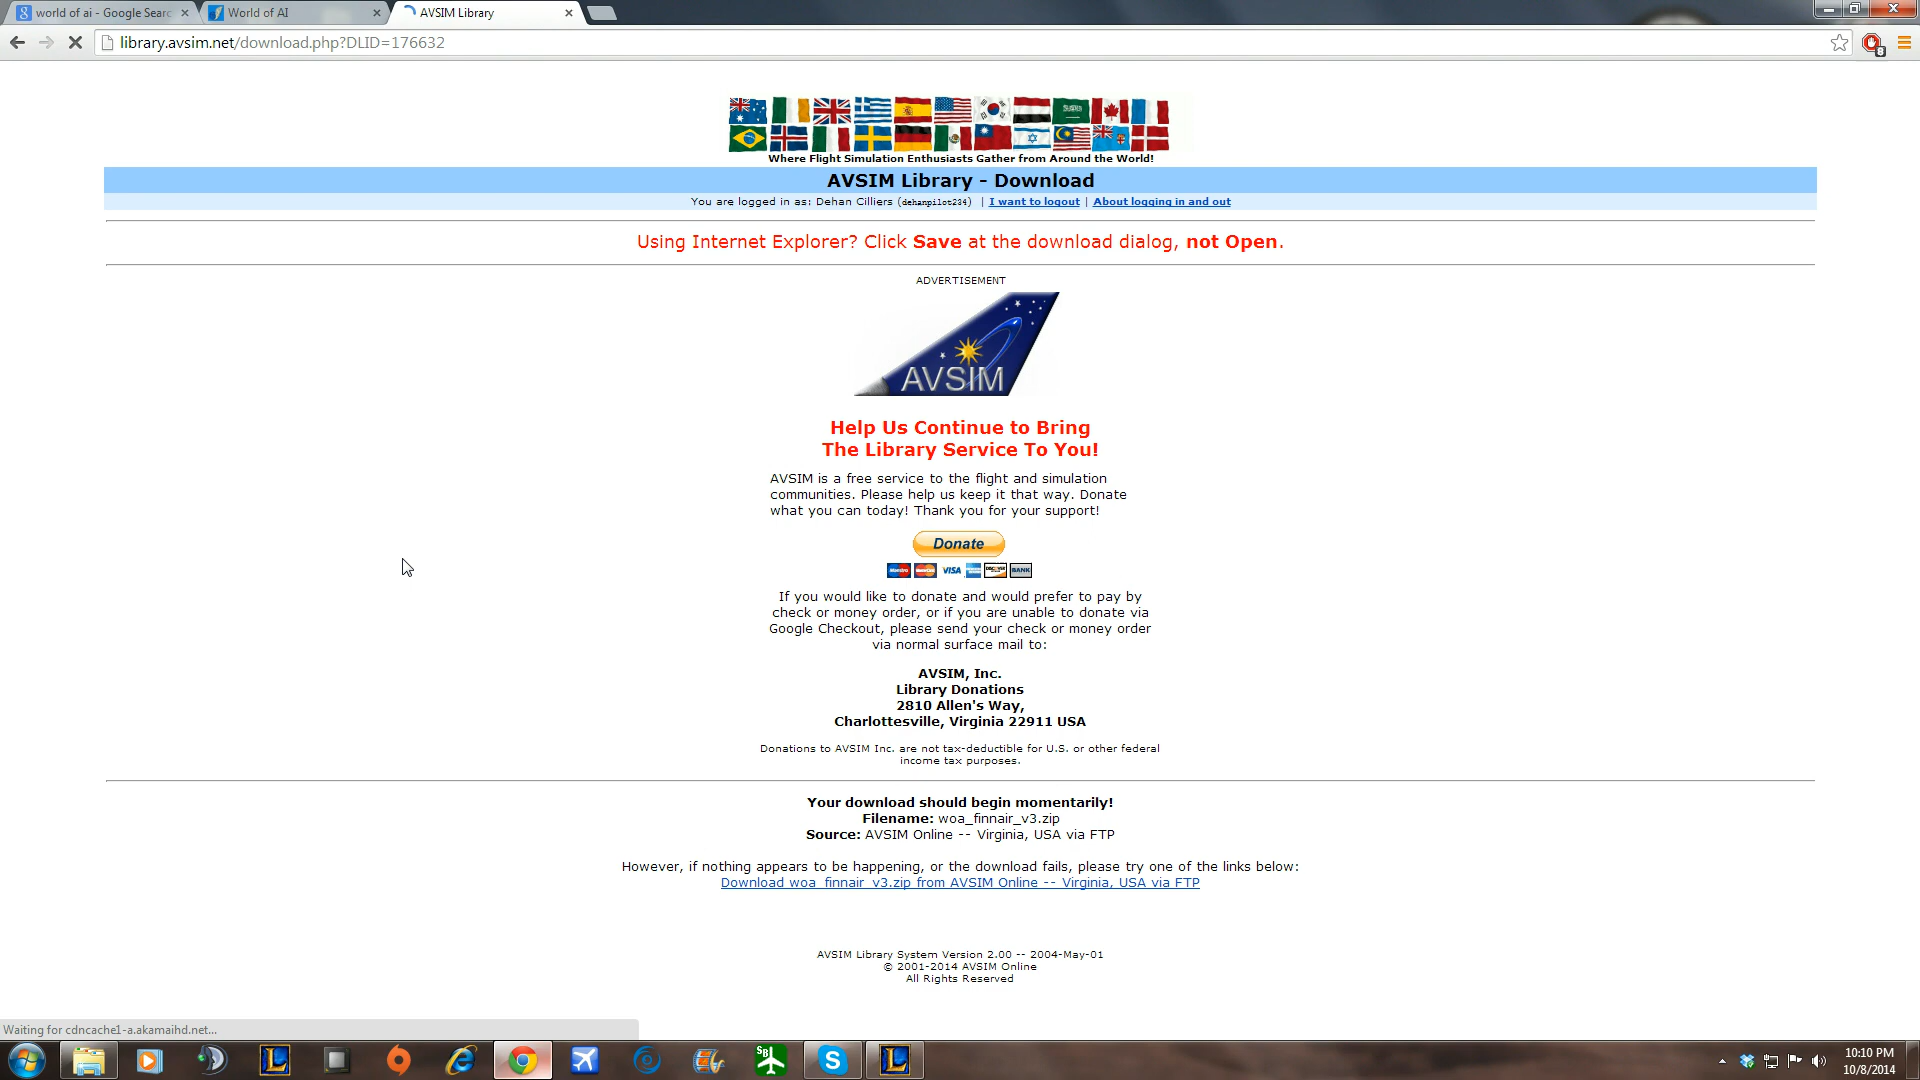 world of ai - Google Searc
World of AI
AVSIM Library
library.avsim.net/download.php?DLID=176632
8
Where Flight Simulation Enthusiasts Gather from Around the World!
AVSIM Library - Download
You are logged in as: Dehan Cilliers (dehanpilot234) | I want to logout | About logging in and out
Using Internet Explorer? Click Save at the download dialog, not Open.
ADVERTISEMENT
AVSIM
Help Us Continue to Bring
The Library Service To You!
AVSIM is a free service to the flight and simulation
communities. Please help us keep it that way. Donate
what you can today! Thank you for your support!
Donate
VISA BANK
If you would like to donate and would prefer to pay by
check or money order, or if you are unable to donate via
Google Checkout, please send your check or money order
via normal surface mail to:
AVSIM, Inc.
Library Donations
2810 Allen's Way,
Charlottesville, Virginia 22911 USA
Donations to AVSIM Inc. are not tax-deductible for U.S. or other federal
income tax purposes.
Your download should begin momentarily!
Filename: woa_finnair_v3.zip
Source: AVSIM Online -- Virginia, USA via FTP
However, if nothing appears to be happening, or the download fails, please try one of the links below:
Download woa_finnair_v3.zip from AVSIM Online -- Virginia, USA via FTP
AVSIM Library System Version 2.00 -- 2004-May-01
© 2001-2014 AVSIM Online
All Rights Reserved
Waiting for cdncache1-a.akamaihd.net...
SB
10:10 PM
10/8/2014